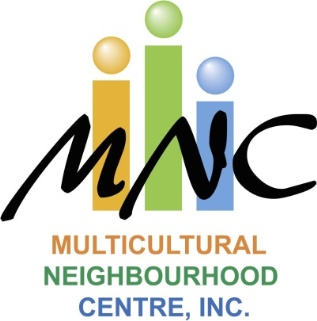 MNC
MULTICULTURAL
NEIGHBOURHOOD
CENTRE, INC.